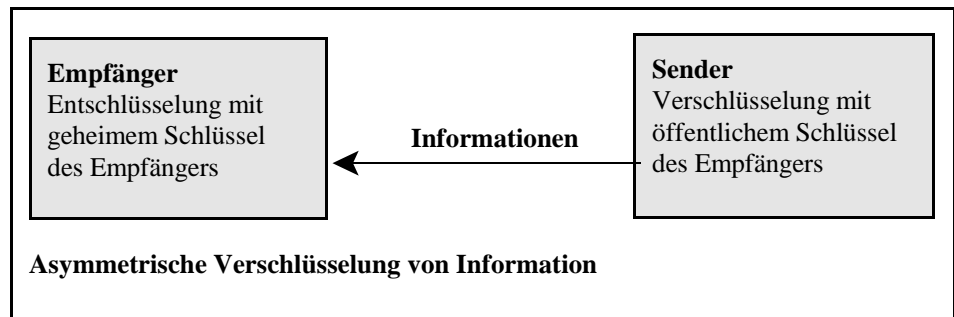 Empfänger
Entschlüsselung mit
geheimem Schlüssel
des Empfängers
Informationen
Sender
Verschlüsselung mit
öffentlichem Schlüssel
des Empfängers
Asymmetrische Verschlüsselung von Information